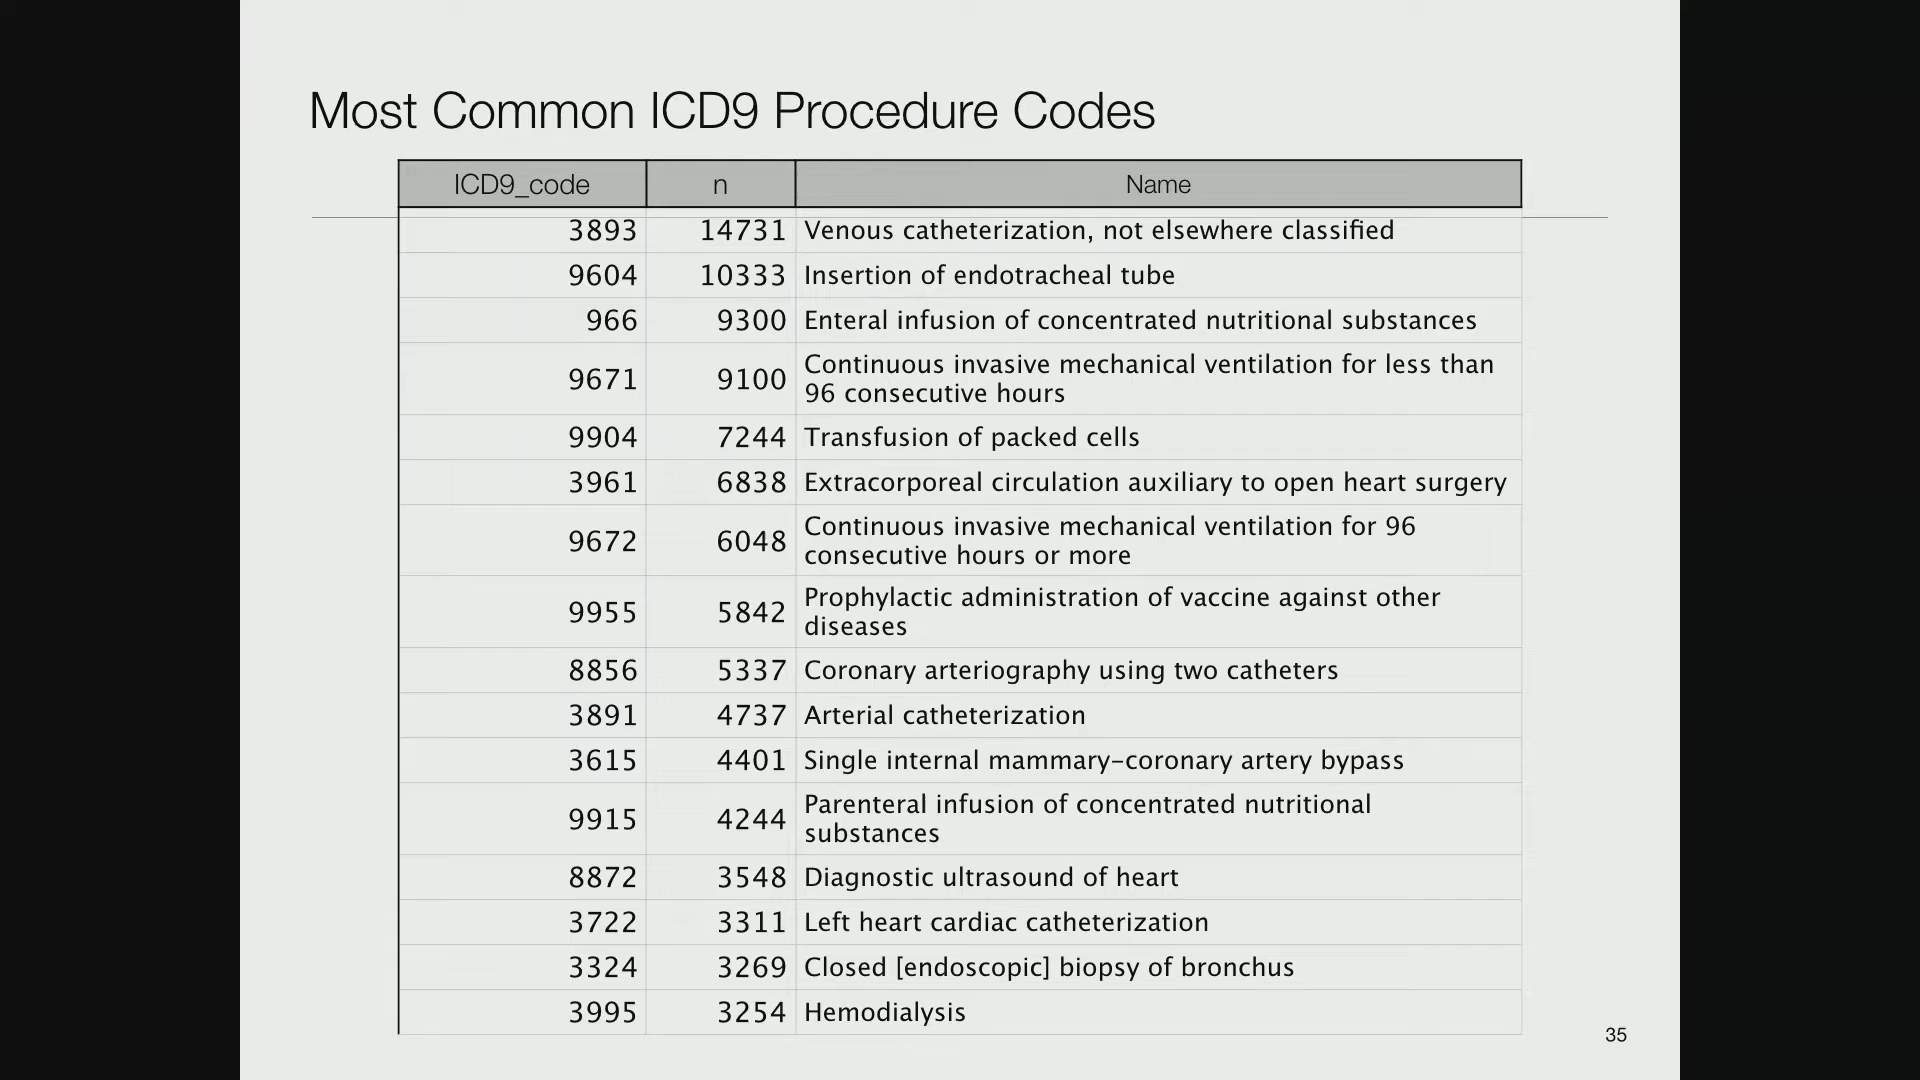 Most Common ICD9 Procedure Codes
ICD9_code n Name
3893 14731 Venous catheterization, not elsewhere classified
9604 10333 Insertion of endotracheal tube
966 9300 Enteral infusion of concentrated nutritional substances
9671 9100 Continuous invasive mechanical ventilation for less than
96 consecutive hours
9904 7244 Transfusion of packed cells
3961 6838 Extracorporeal circulation auxiliary to open heart surgery
9672 6048 Continuous invasive mechanical ventilation for 96
consecutive hours or more
9955 5842 Prophylactic administration of vaccine against other
diseases
8856 5337 Coronary arteriography using two catheters
3891 4737 Arterial catheterization
3615 4401 Single internal mammary-coronary artery bypass
9915 4244 Parenteral infusion of concentrated nutritional
substances
8872 3548 Diagnostic ultrasound of heart
3722 3311 Left heart cardiac catheterization
3324 3269 Closed [endoscopic] biopsy of bronchus
3995 3254 Hemodialysis
35